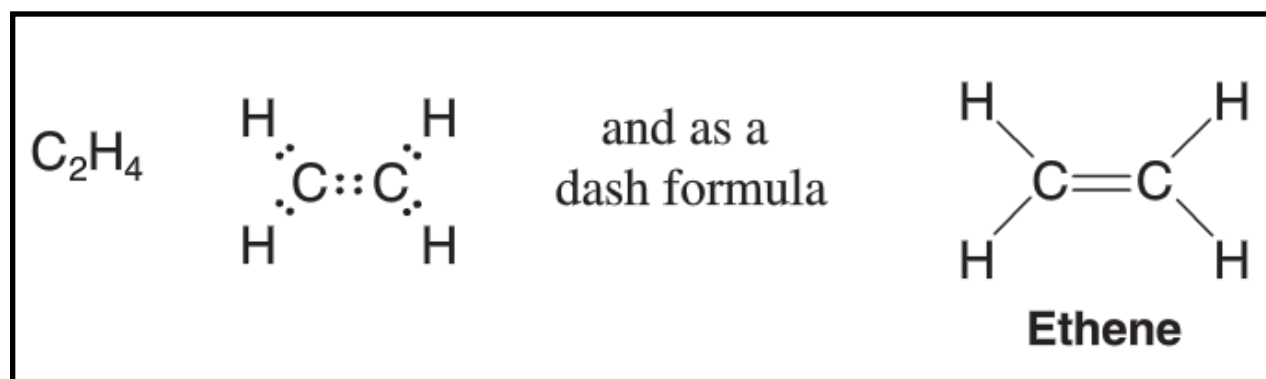 C₂H₄
H H
C::C
H H
and as a
dash formula
H H
C=C
H H
Ethene